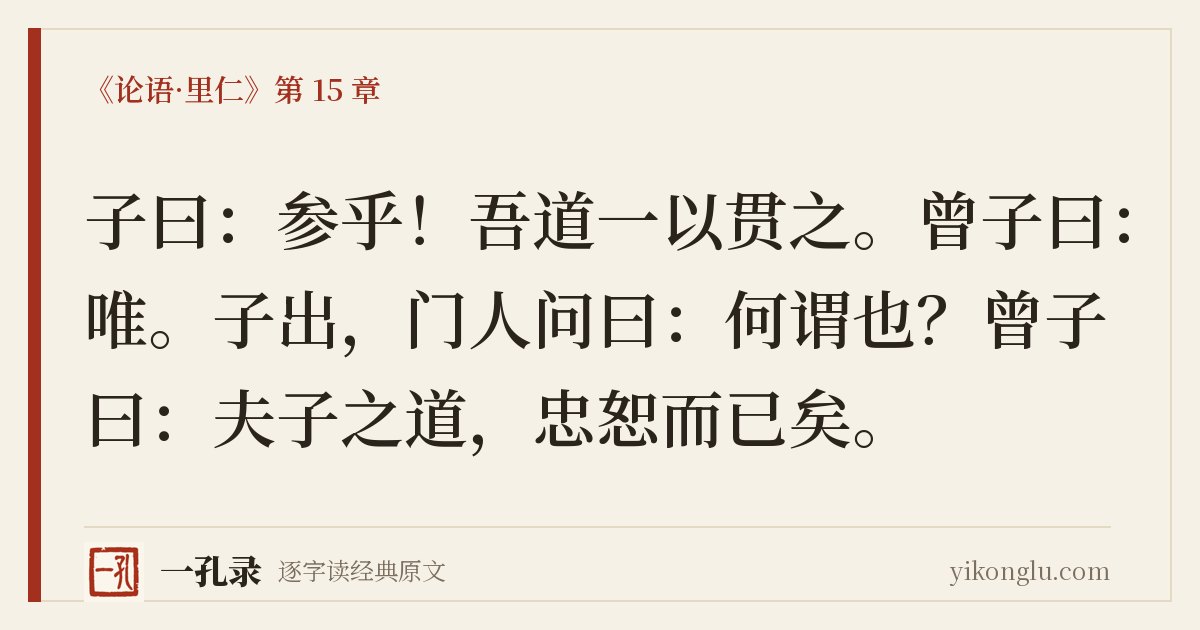 《论语·里仁》第 15 章
子曰：参乎！吾道一以贯之。曾子曰：
唯。子出，门人问曰：何谓也？曾子
曰：夫子之道，忠恕而已矣。
一孔
一孔录 逐字读经典原文 yikonglu.com